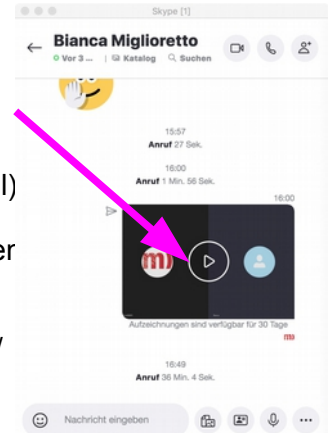 Skype [1]
Bianca Miglioretto
Vor 3 ... | Katalog Suchen
15:57
Anruf 27 Sek.
16:00
Anruf 1 Min. 56 Sek.
l)
16:00
er
m)
Aufzeichnungen sind verfügbar für 30 Tage
16:49
Anruf 36 Min. 4 Sek.
Nachricht eingeben